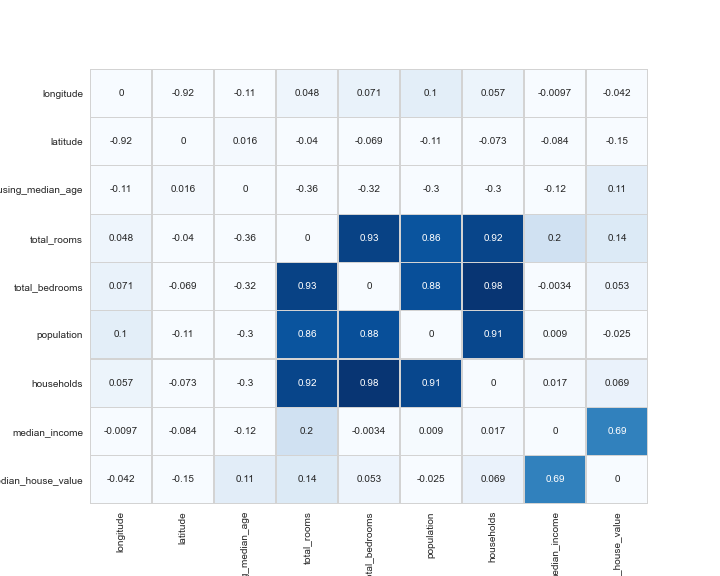 longitude 0 -0.92 -0.11 0.048 0.071 0.1 0.057 -0.0097 -0.042
latitude -0.92 0 0.016 -0.04 -0.069 -0.11 -0.073 -0.084 -0.15
using_median_age -0.11 0.016 0 -0.36 -0.32 -0.3 -0.3 -0.12 0.11
total_rooms 0.048 -0.04 -0.36 0 0.93 0.86 0.92 0.2 0.14
total_bedrooms 0.071 -0.069 -0.32 0.93 0 0.88 0.98 -0.0034 0.053
population 0.1 -0.11 -0.3 0.86 0.88 0 0.91 0.009 -0.025
households 0.057 -0.073 -0.3 0.92 0.98 0.91 0 0.017 0.069
median_income -0.0097 -0.084 -0.12 0.2 -0.0034 0.009 0.017 0 0.69
edian_house_value -0.042 -0.15 0.11 0.14 0.053 -0.025 0.069 0.69 0
longitude
latitude
g_median_age
total_rooms
otal_bedrooms
population
households
edian_income
_house_value